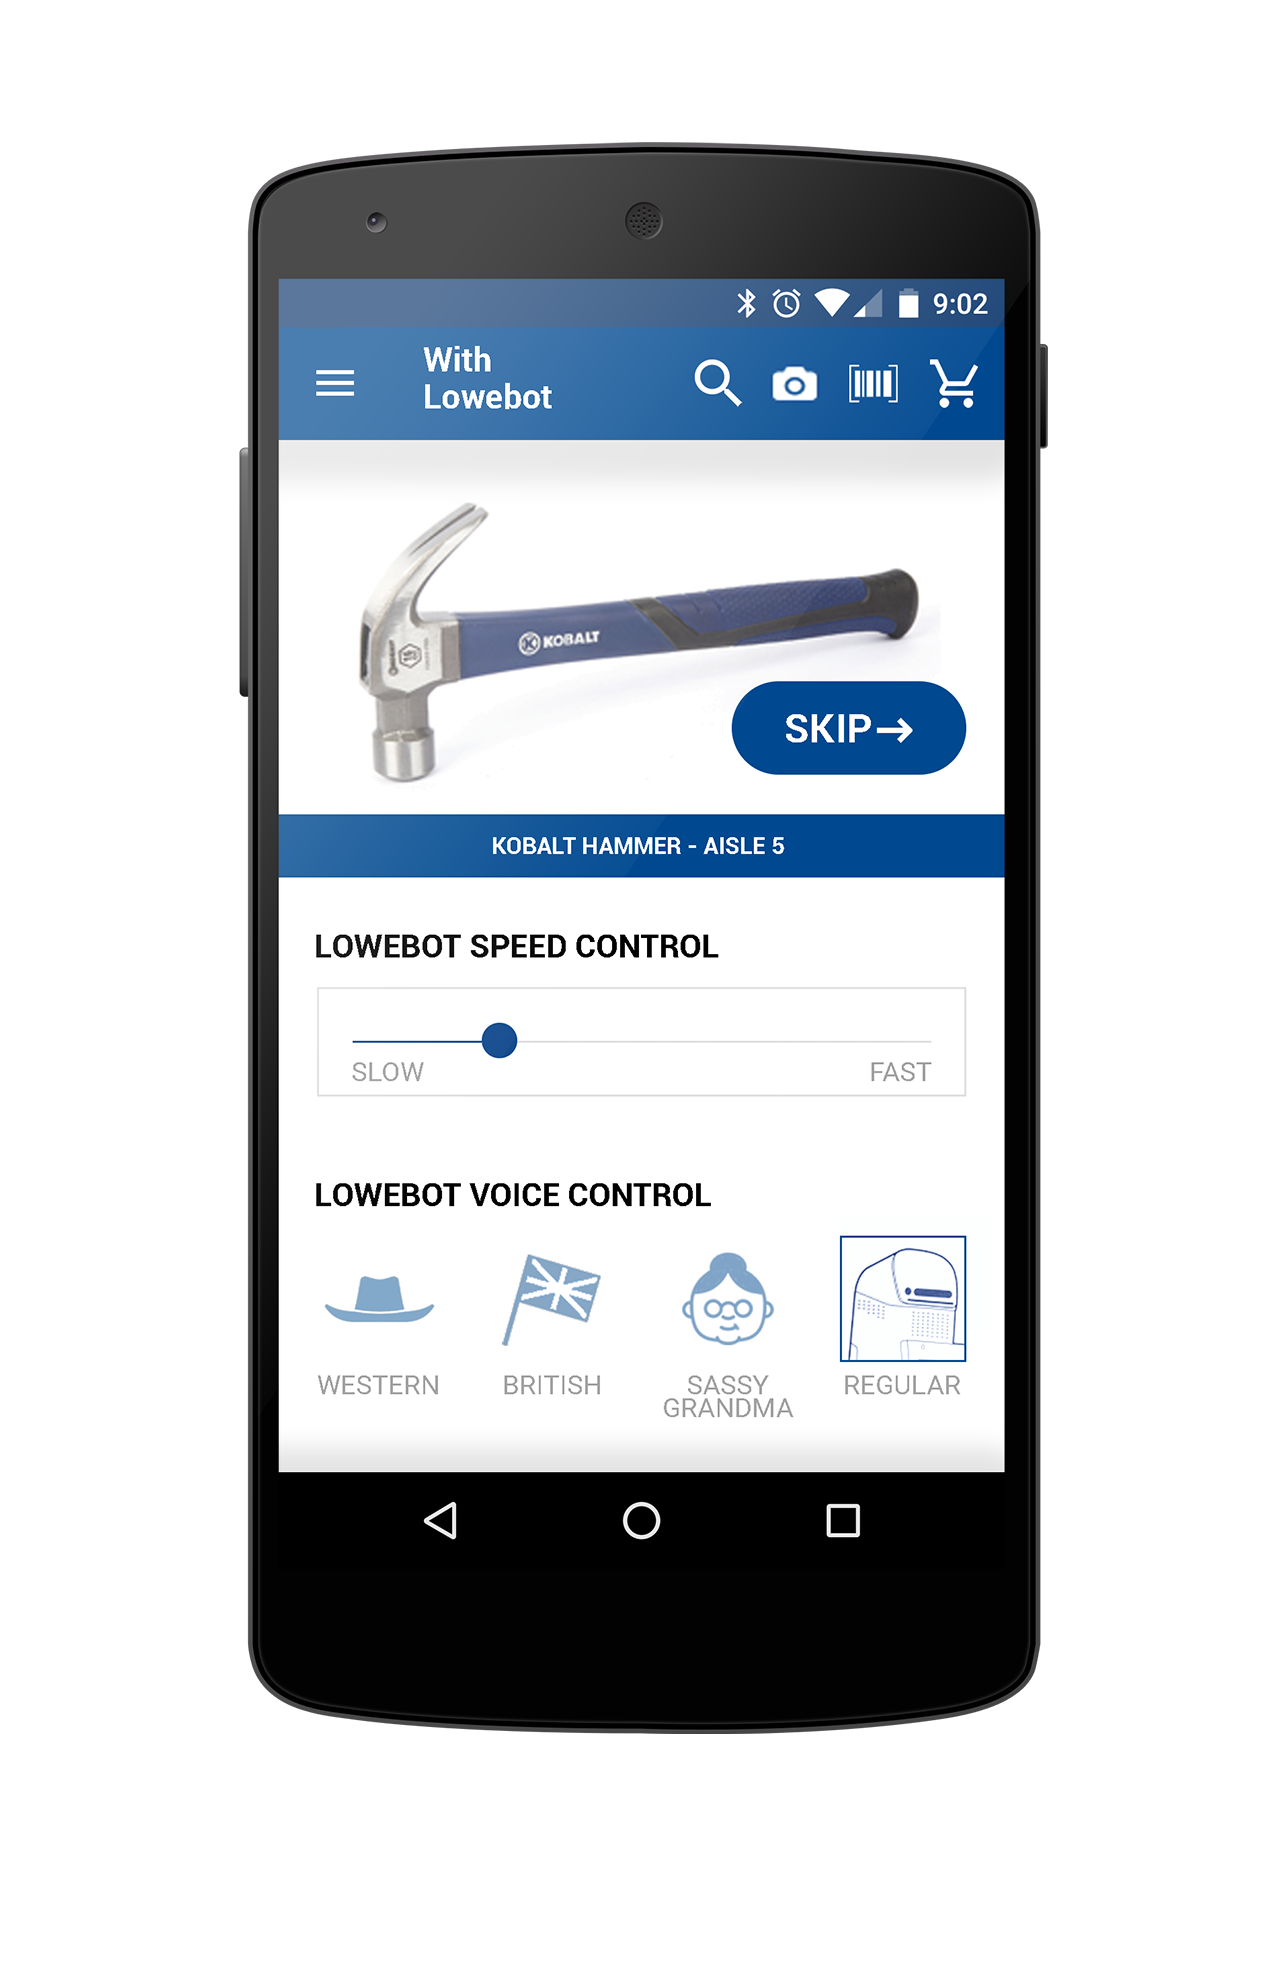 9:02
With
Lowebot
KOBALT
16
SKIP→
KOBALT HAMMER - AISLE 5
LOWEBOT SPEED CONTROL
SLOW FAST
LOWEBOT VOICE CONTROL
WESTERN BRITISH SASSY GRANDMA REGULAR